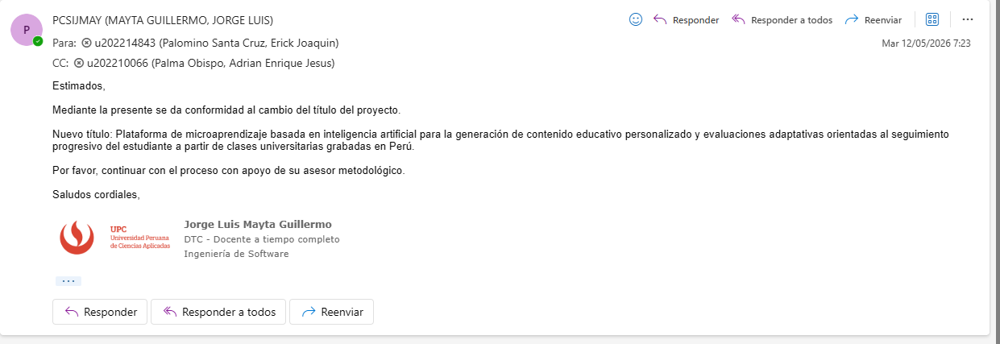 P
PCSIJMAY (MAYTA GUILLERMO, JORGE LUIS)
Responder
Responder a todos
Reenviar
Para: u202214843 (Palomino Santa Cruz, Erick Joaquin)
Mar 12/05/2026 7:23
CC: u202210066 (Palma Obispo, Adrian Enrique Jesus)
Estimados,
Mediante la presente se da conformidad al cambio del título del proyecto.
Nuevo título: Plataforma de microaprendizaje basada en inteligencia artificial para la generación de contenido educativo personalizado y evaluaciones adaptativas orientadas al seguimiento
progresivo del estudiante a partir de clases universitarias grabadas en Perú.
Por favor, continuar con el proceso con apoyo de su asesor metodológico.
Saludos cordiales,
UPC
Universidad Peruana
de Ciencias Aplicadas
Jorge Luis Mayta Guillermo
DTC - Docente a tiempo completo
Ingeniería de Software
Responder
Responder a todos
Reenviar